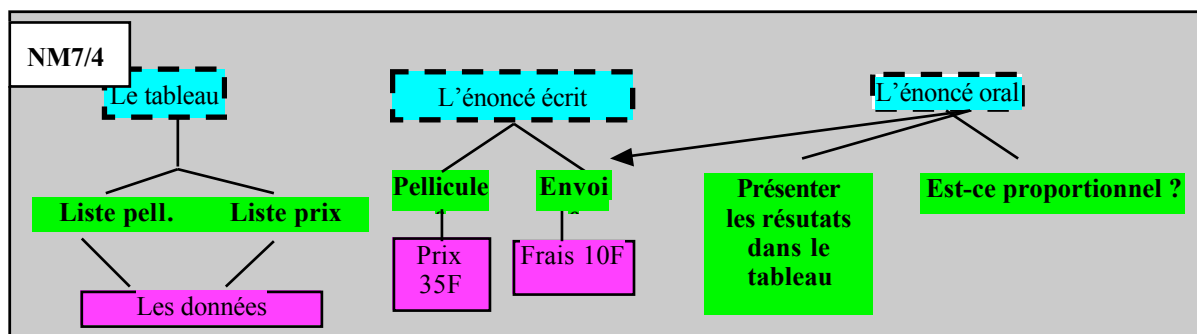 NM7/4
Le tableau
L'énoncé écrit
L'énoncé oral
Liste pell.
Liste prix
Pellicule
Envoi
Présenter
les résutats
dans le
tableau
Est-ce proportionnel ?
Prix
35F
Frais 10F
Les données